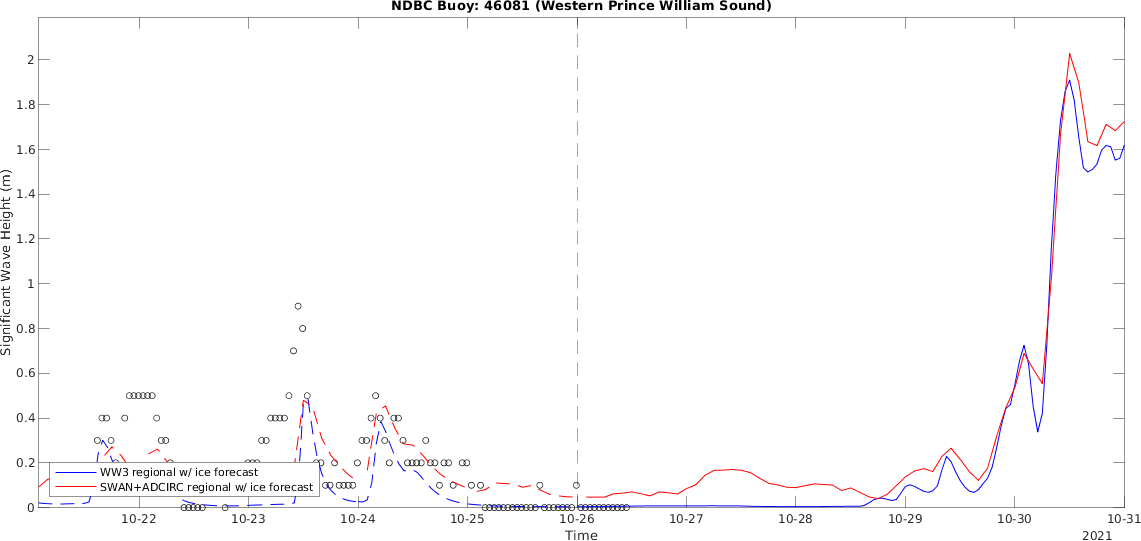 NDBC Buoy: 46081 (Western Prince William Sound)
Significant Wave Height (m)
2
1.8
1.6
1.4
1.2
1
0.8
0.6
0.4
0.2
0
WW3 regional w/ ice forecast
SWAN+ADCIRC regional w/ ice forecast
10-22 10-23 10-24 10-25 10-26 10-27 10-28 10-29 10-30 10-31
Time
2021